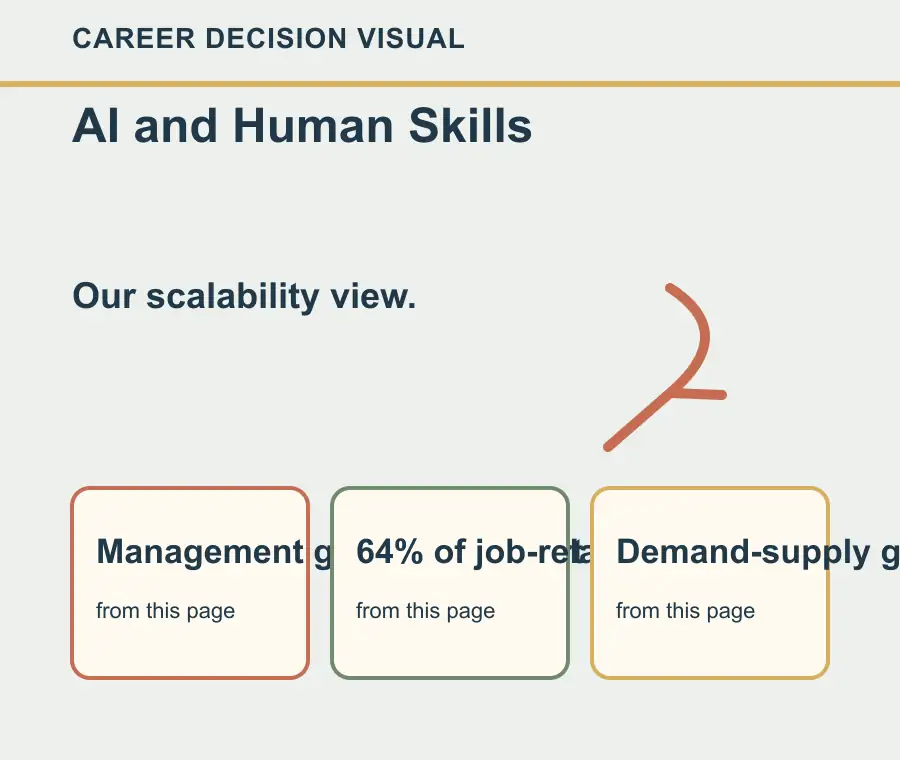 CAREER DECISION VISUAL
AI and Human Skills
Our scalability view.
Management g
64% of job-reta
Demand-supply g
from this page
from this page
from this page